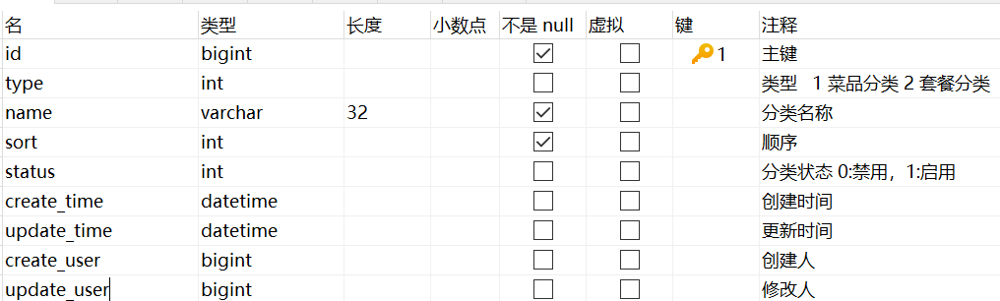 名 类型 长度 小数点 不是 null 虚拟 键 注释
id bigint 1 主键
type int 类型 1 菜品分类 2 套餐分类
name varchar 32 分类名称
sort int 顺序
status int 分类状态 0:禁用，1:启用
create_time datetime 创建时间
update_time datetime 更新时间
create_user bigint 创建人
update_user bigint 修改人